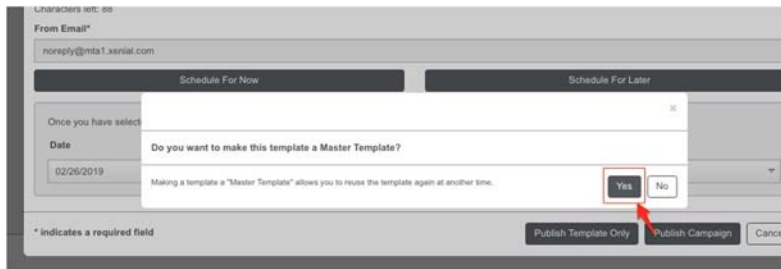 Characters left: 88
From Email*
noreply@mta1.xenial.com
Schedule For Now Schedule For Later
×
Once you have select
Do you want to make this template a Master Template?
Date
02/26/2019
Making a template a "Master Template" allows you to reuse the template again at another time.
Yes No
* indicates a required field
Publish Template Only Publish Campaign Cance